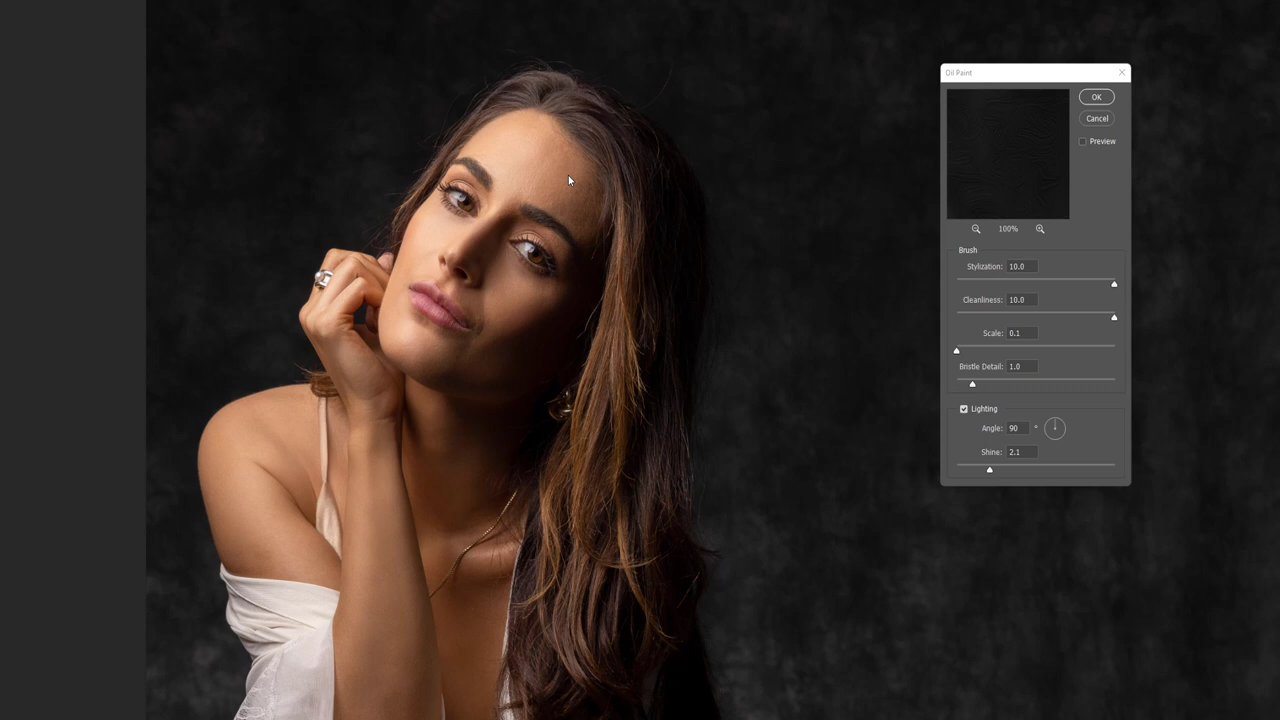 Oil Paint
OK
Cancel
Preview
100%
Brush
Stylization: 10.0
Cleanliness: 10.0
Scale: 0.1
Bristle Detail: 1.0
Lighting
Angle: 90 °
Shine: 2.1